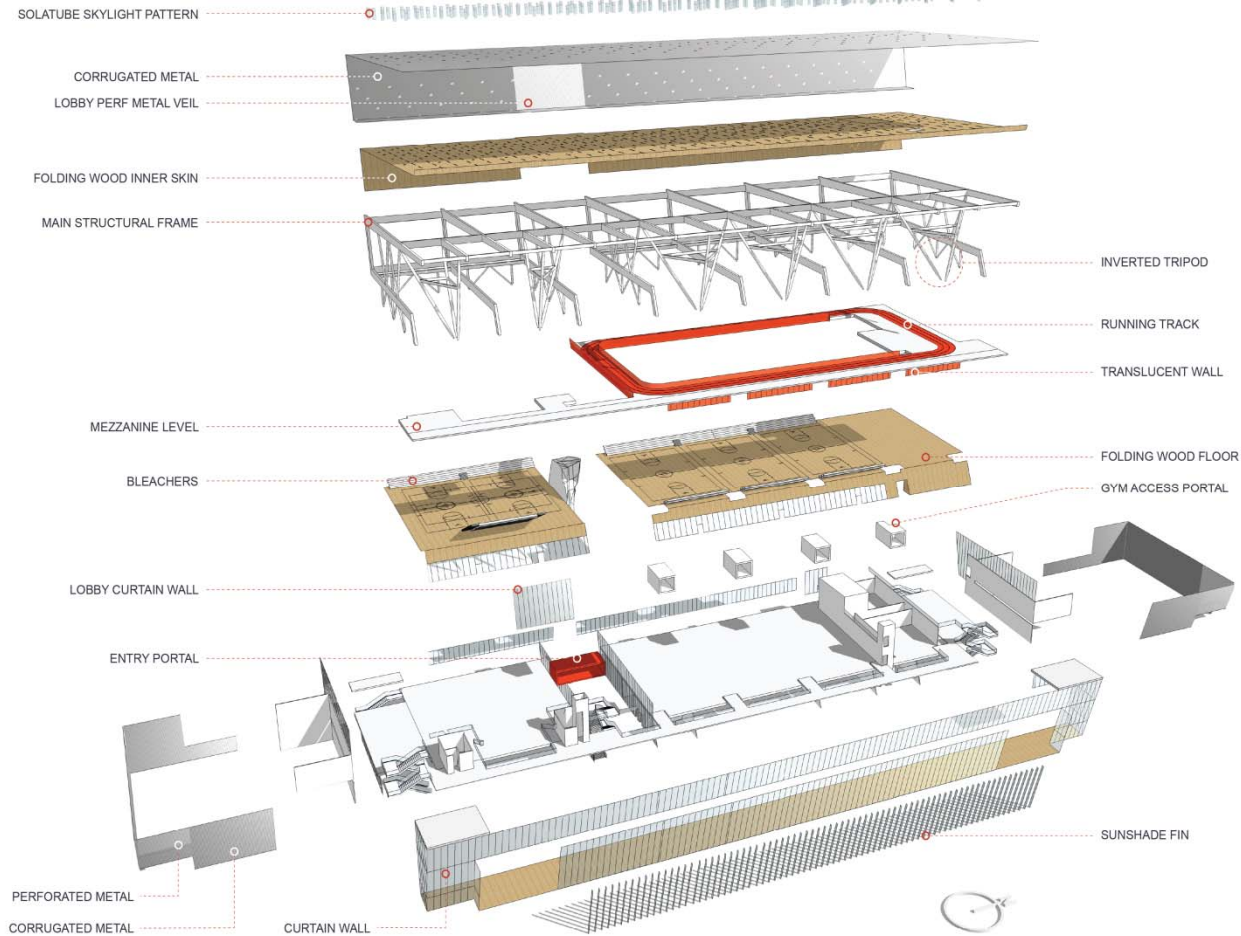 SOLATUBE SKYLIGHT PATTERN
CORRUGATED METAL
LOBBY PERF METAL VEIL
FOLDING WOOD INNER SKIN
MAIN STRUCTURAL FRAME
INVERTED TRIPOD
RUNNING TRACK
TRANSLUCENT WALL
MEZZANINE LEVEL
BLEACHERS
FOLDING WOOD FLOOR
GYM ACCESS PORTAL
LOBBY CURTAIN WALL
ENTRY PORTAL
SUNSHADE FIN
PERFORATED METAL
CORRUGATED METAL
CURTAIN WALL